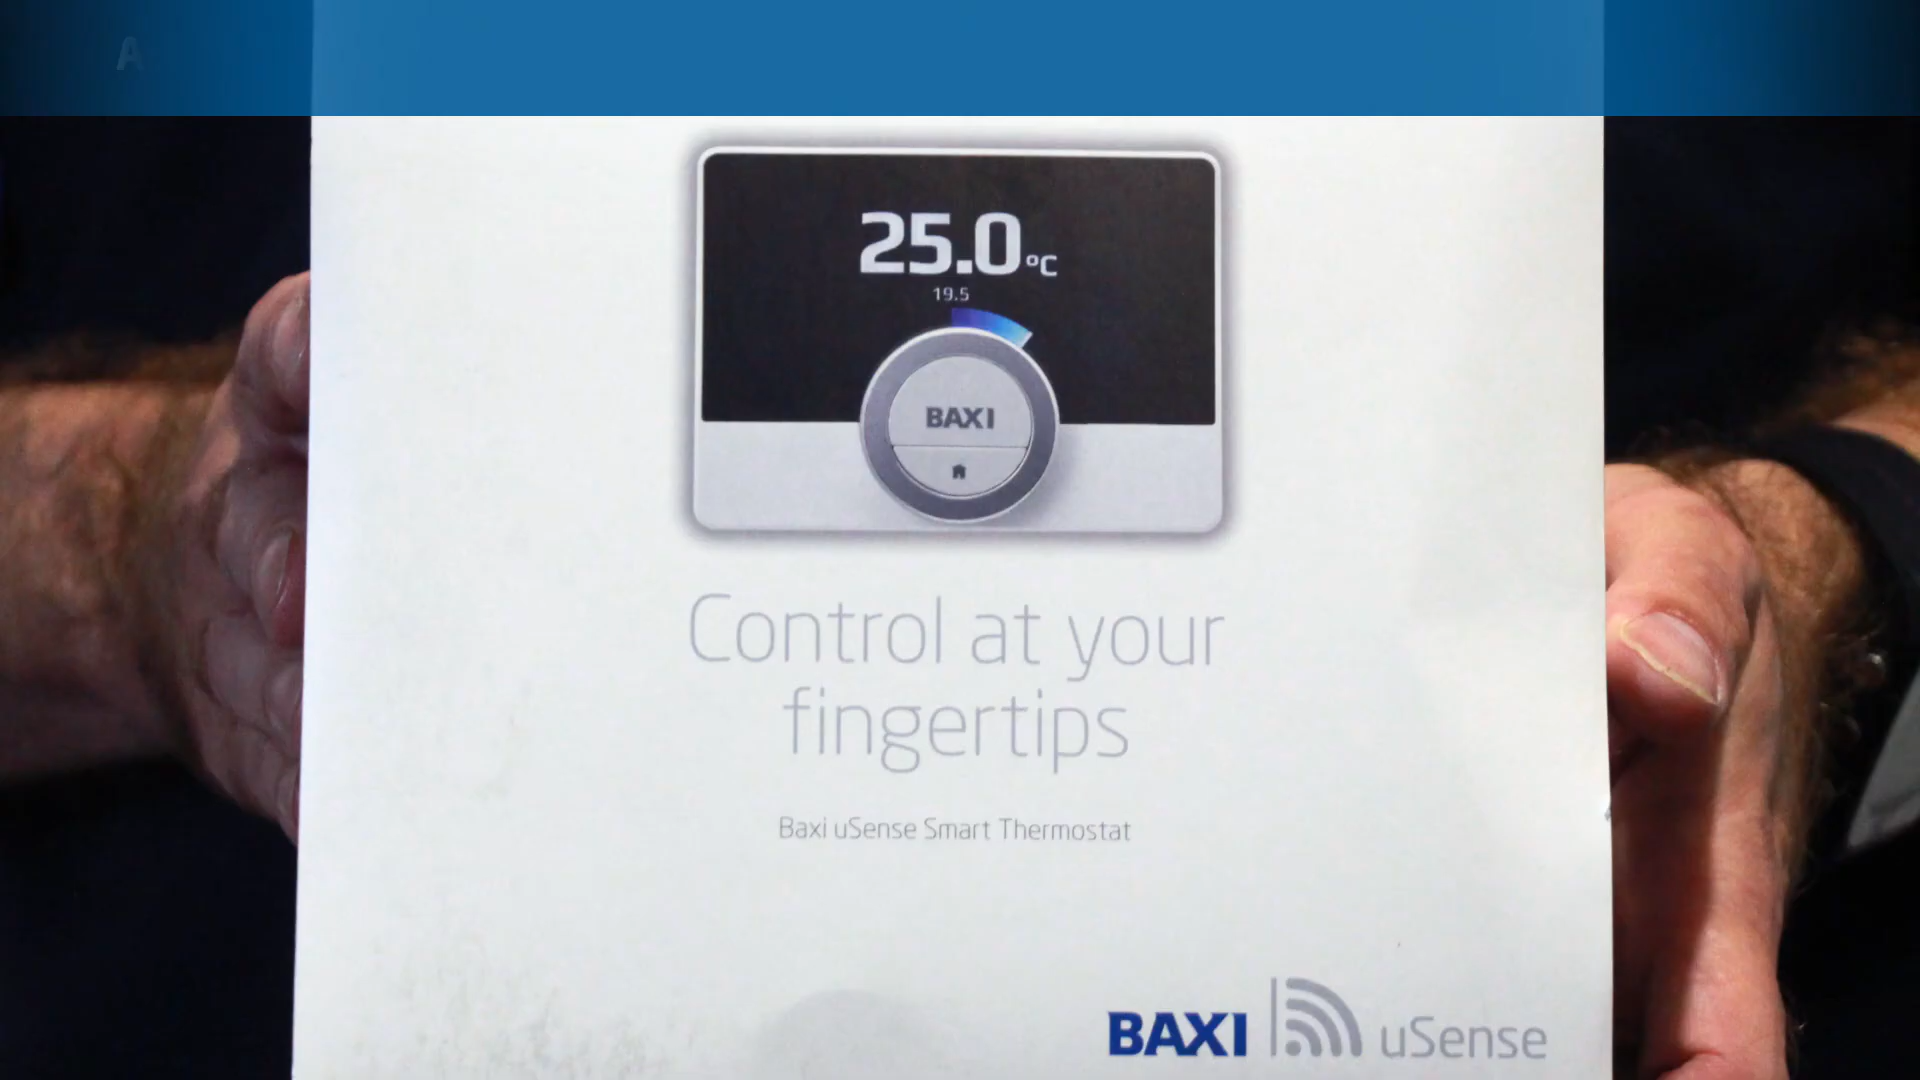 A
25.0 °C
19.5
BAXI
Control at your
fingertips
Baxi uSense Smart Thermostat
BAXI uSense